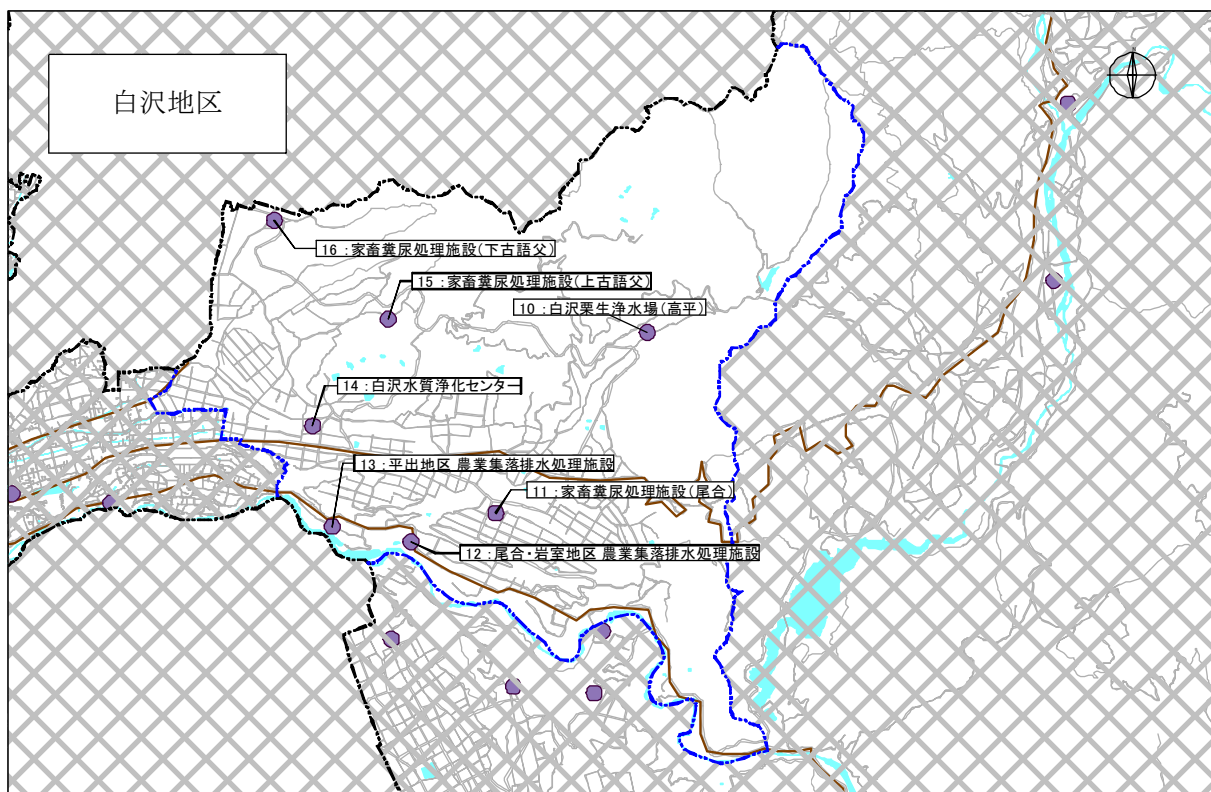 白沢地区
16 :家畜糞尿処理施設(下古語父)
15 :家畜糞尿処理施設(上古語父)
10 :白沢栗生浄水場(高平)
14 :白沢水質浄化センター
13 :平出地区 農業集落排水処理施設
11 :家畜糞尿処理施設(尾合)
12 :尾合・岩室地区 農業集落排水処理施設